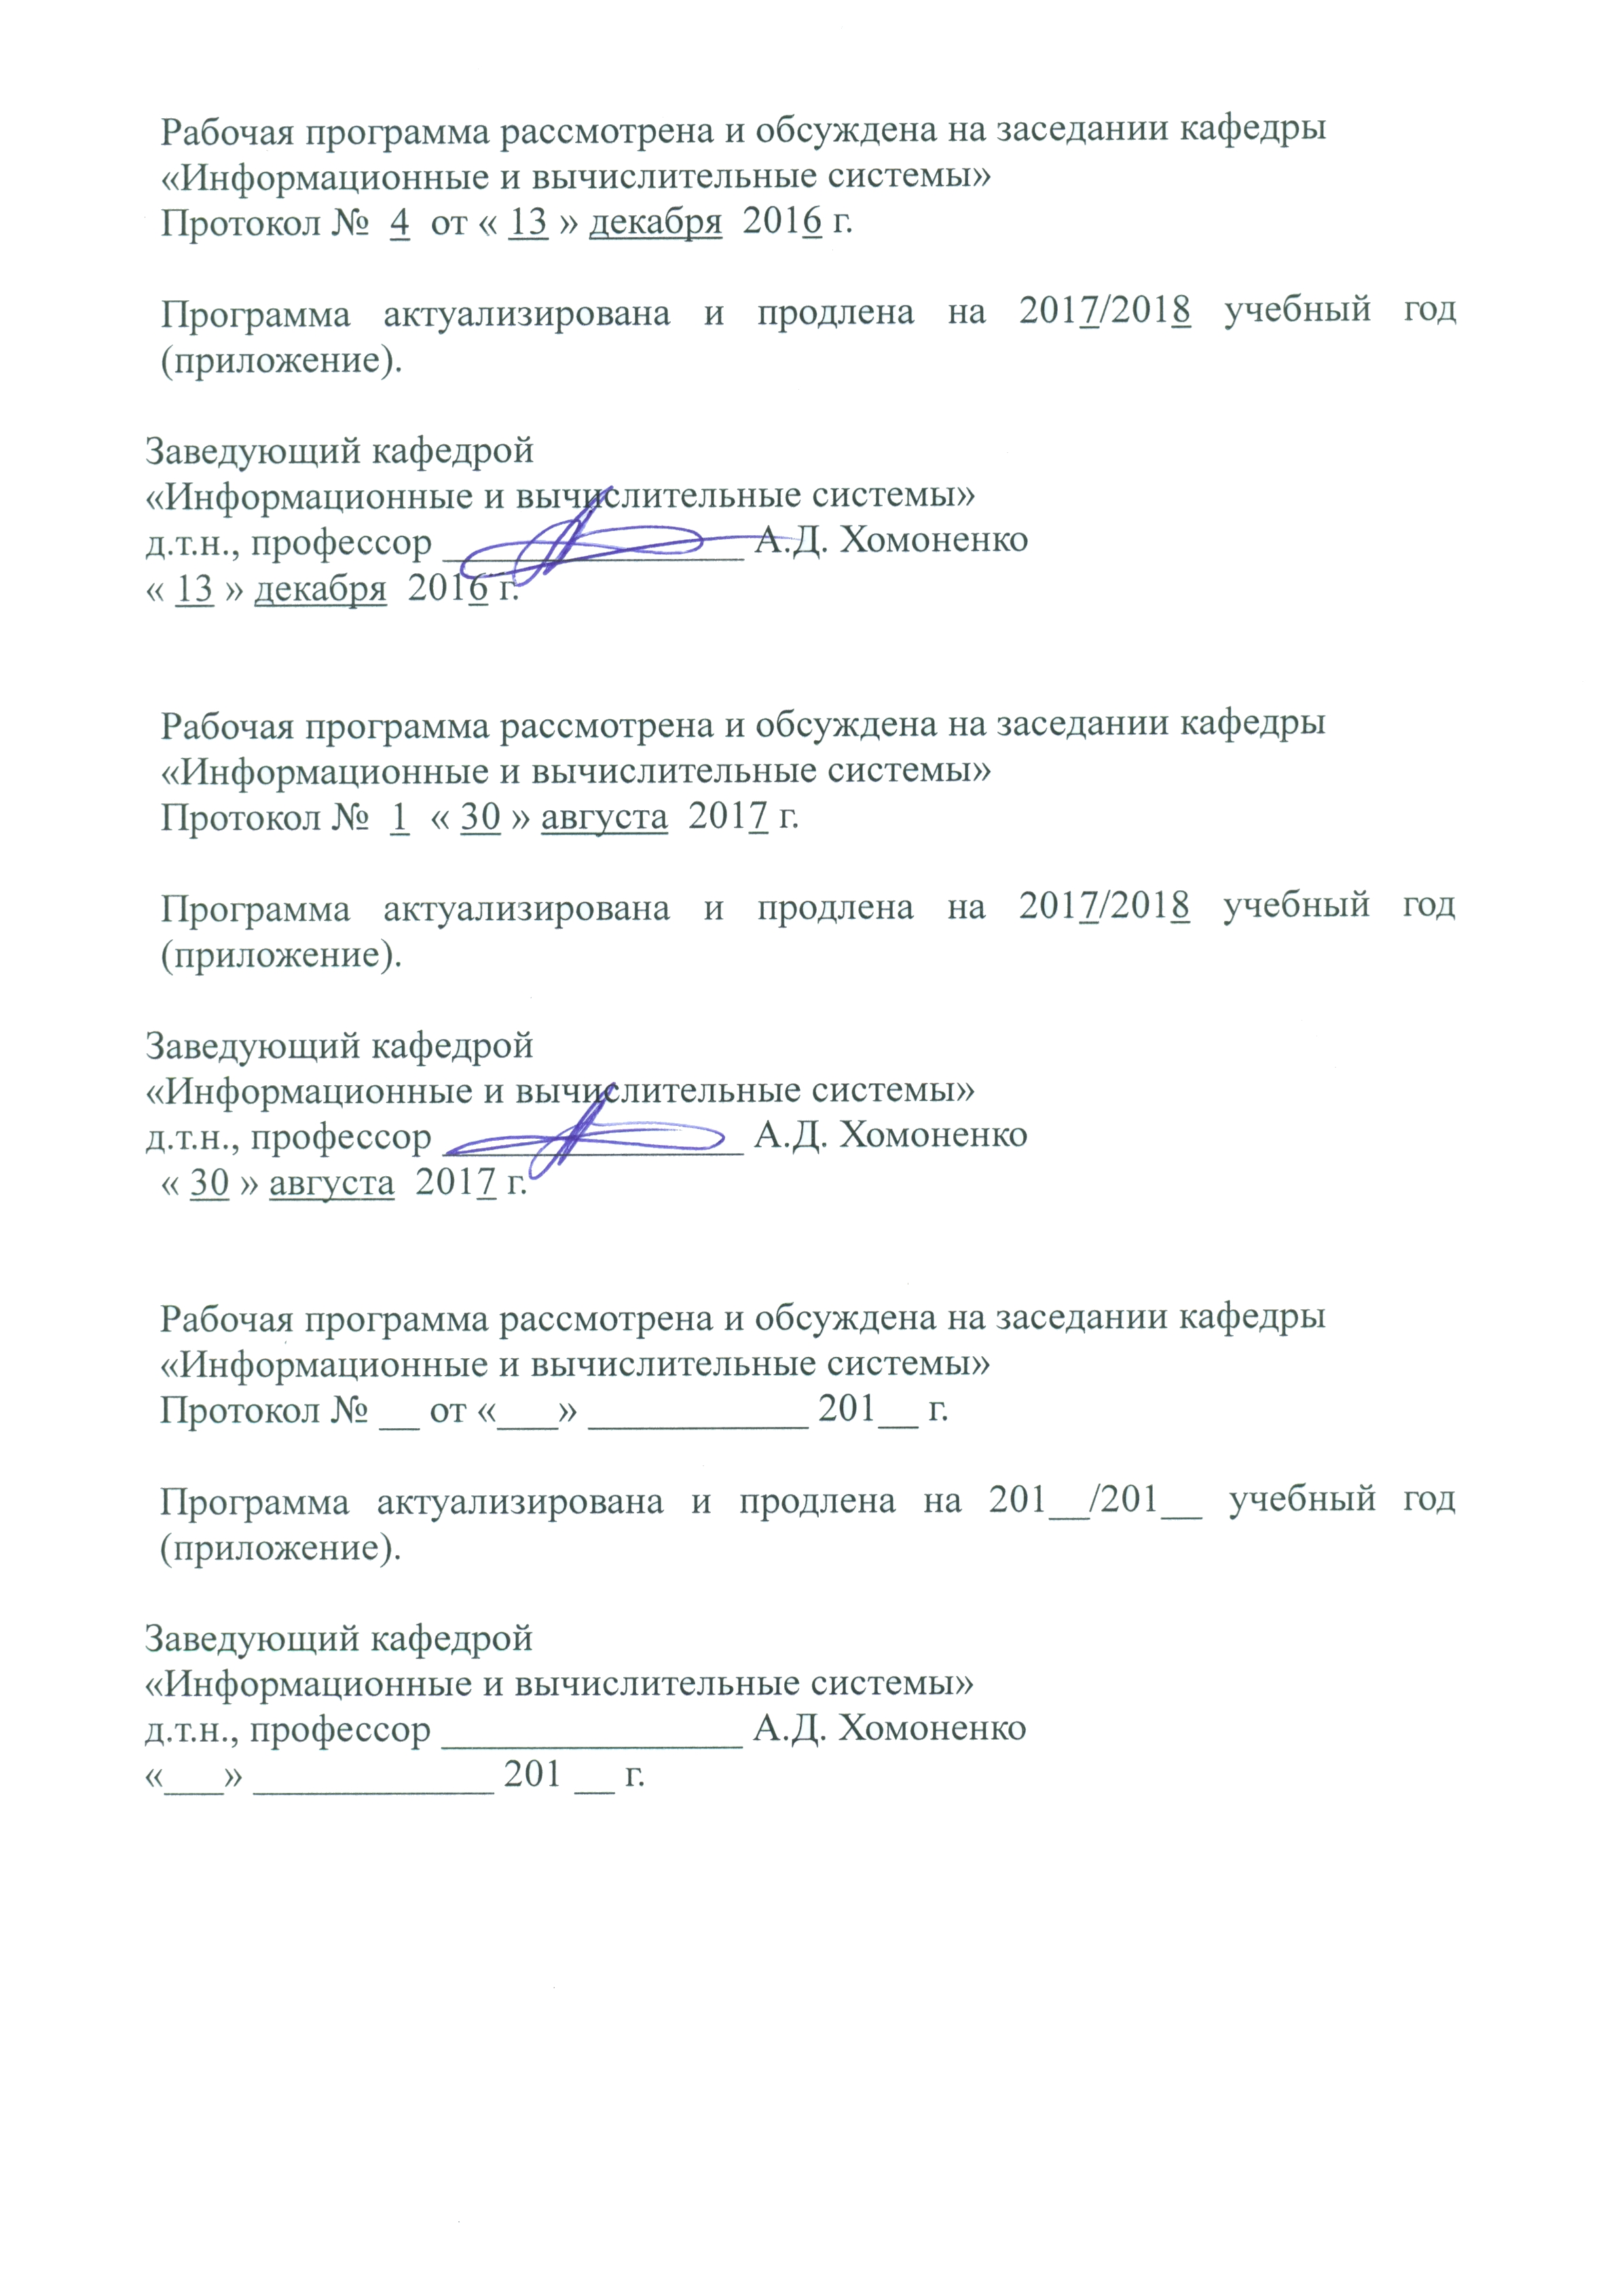 Рабочая программа рассмотрена и обсуждена на заседании кафедры
«Информационные и вычислительные системы»
Протокол № 4 от « 13 » декабря 2016 г.
Программа актуализирована и продлена на 2017/2018 учебный год
(приложение).
Заведующий кафедрой
«Информационные и вычислительные системы»
д.т.н., профессор _______________ А.Д. Хомоненко
« 13 » декабря 2016 г.
Рабочая программа рассмотрена и обсуждена на заседании кафедры
«Информационные и вычислительные системы»
Протокол № 1 « 30 » августа 2017 г.
Программа актуализирована и продлена на 2017/2018 учебный год
(приложение).
Заведующий кафедрой
«Информационные и вычислительные системы»
д.т.н., профессор _______________ А.Д. Хомоненко
« 30 » августа 2017 г.
Рабочая программа рассмотрена и обсуждена на заседании кафедры
«Информационные и вычислительные системы»
Протокол № __ от «___» ___________ 201__ г.
Программа актуализирована и продлена на 201__/201__ учебный год
(приложение).
Заведующий кафедрой
«Информационные и вычислительные системы»
д.т.н., профессор _______________ А.Д. Хомоненко
«___» ____________ 201 __ г.